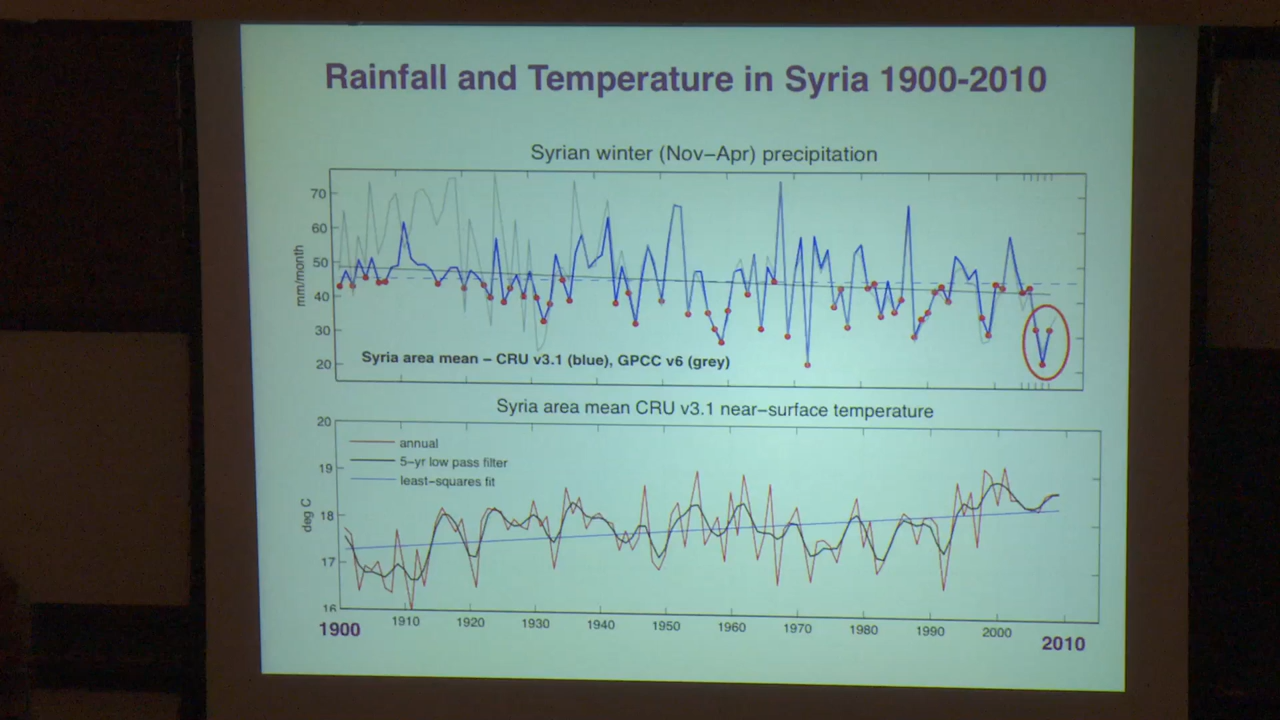 Rainfall and Temperature in Syria 1900-2010
Syrian winter (Nov–Apr) precipitation
70
60
50
40
30
20
mm/month
Syria area mean – CRU v3.1 (blue), GPCC v6 (grey)
Syria area mean CRU v3.1 near–surface temperature
20
19
18
17
16
deg C
annual
5-yr low pass filter
least-squares fit
1910 1920 1930 1940 1950 1960 1970 1980 1990 2000
1900 2010